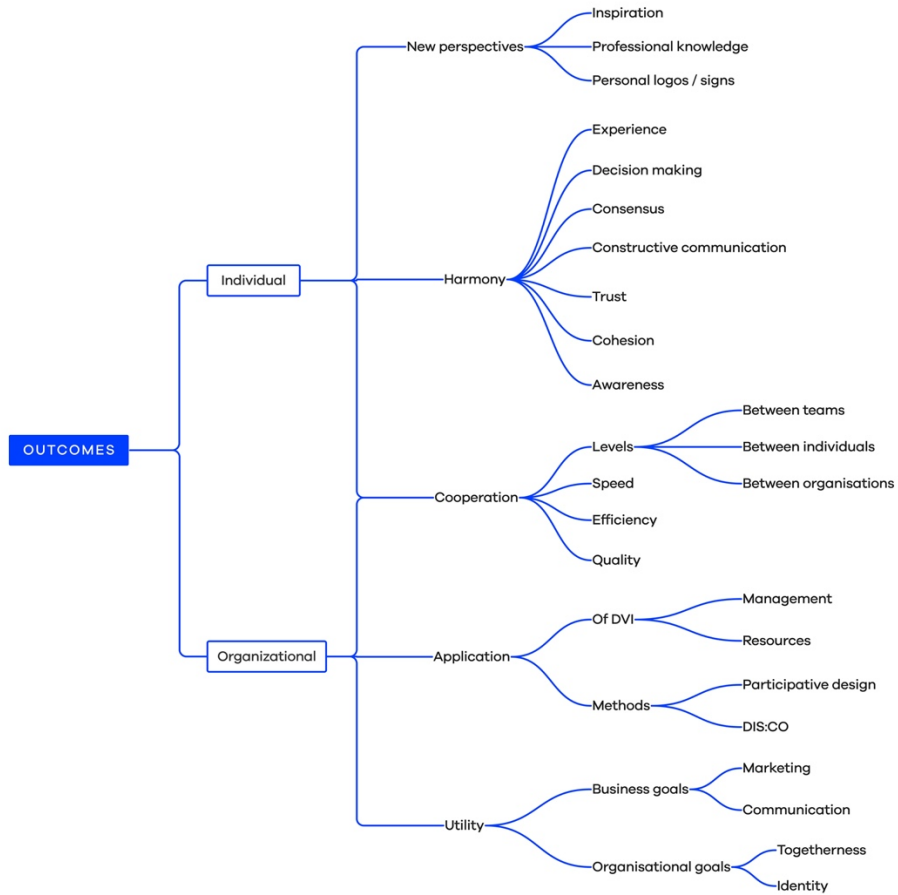 Inspiration
New perspectives
Professional knowledge
Personal logos / signs
Experience
Decision making
Consensus
Constructive communication
Individual
Harmony
Trust
Cohesion
Awareness
Between teams
OUTCOMES
Levels
Between individuals
Speed
Between organisations
Cooperation
Efficiency
Quality
Management
Of DVI
Resources
Organizational
Application
Participative design
Methods
DIS:CO
Marketing
Business goals
Communication
Utility
Togetherness
Organisational goals
Identity